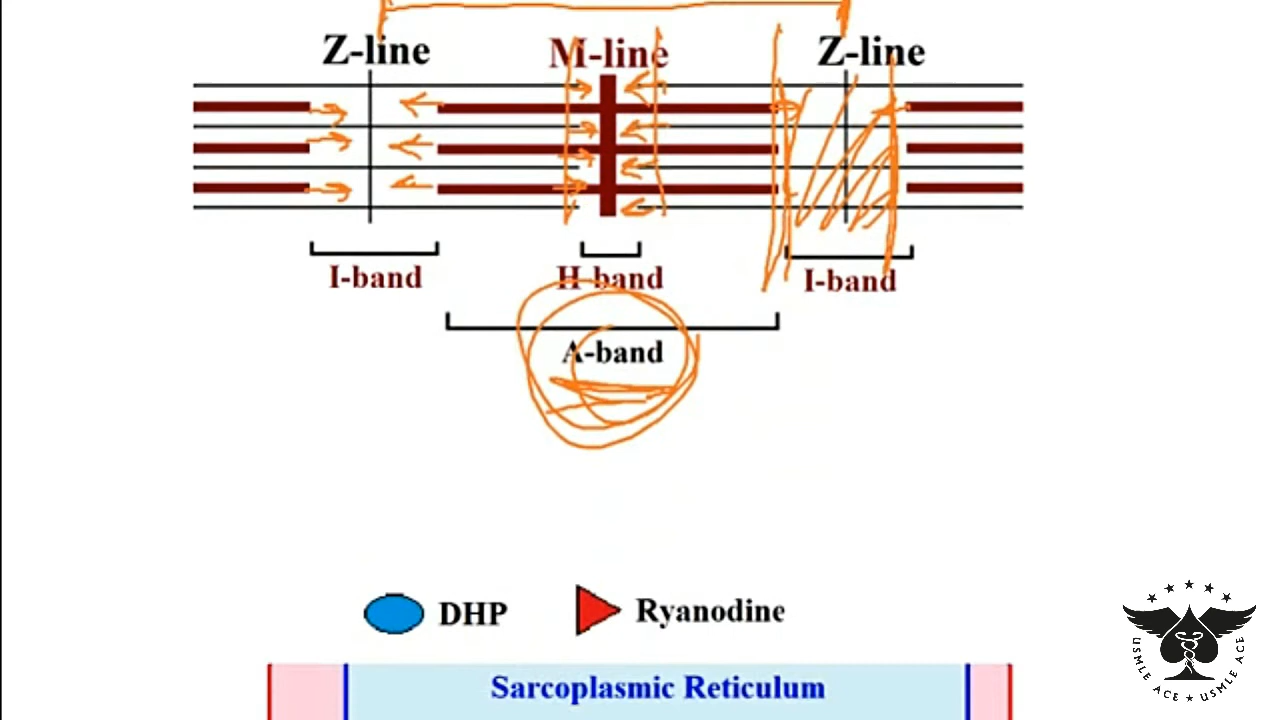 Z-line M-line Z-line
I-band H-band I-band
A-band
DHP Ryanodine
USMLE ACE ★ USMLE ACE
Sarcoplasmic Reticulum